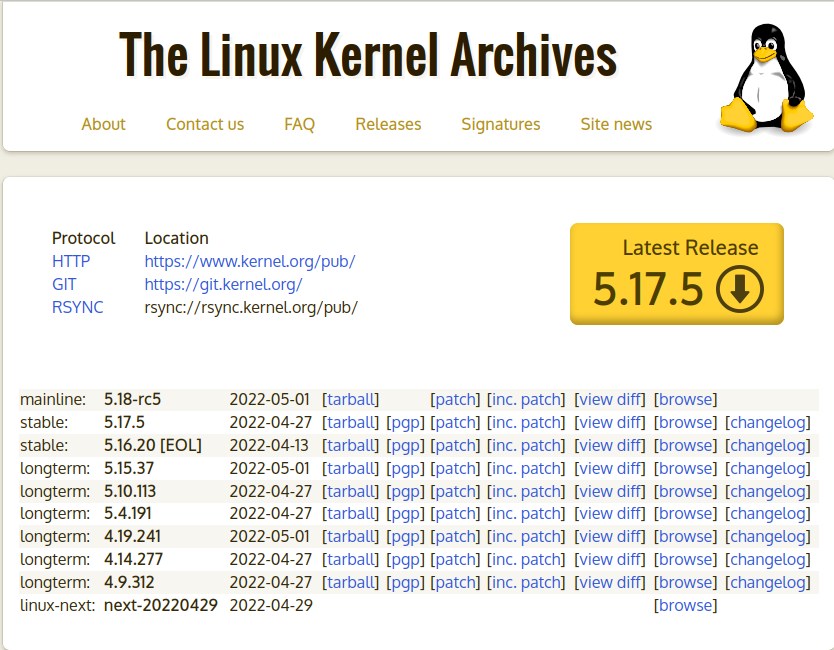 The Linux Kernel Archives
About Contact us FAQ Releases Signatures Site news
Protocol Location
HTTP https://www.kernel.org/pub/
GIT https://git.kernel.org/
RSYNC rsync://rsync.kernel.org/pub/
Latest Release
5.17.5
mainline: 5.18-rc5 2022-05-01 [tarball] [patch] [inc. patch] [view diff] [browse]
stable: 5.17.5 2022-04-27 [tarball] [pgp] [patch] [inc. patch] [view diff] [browse] [changelog]
stable: 5.16.20 [EOL] 2022-04-13 [tarball] [pgp] [patch] [inc. patch] [view diff] [browse] [changelog]
longterm: 5.15.37 2022-05-01 [tarball] [pgp] [patch] [inc. patch] [view diff] [browse] [changelog]
longterm: 5.10.113 2022-04-27 [tarball] [pgp] [patch] [inc. patch] [view diff] [browse] [changelog]
longterm: 5.4.191 2022-04-27 [tarball] [pgp] [patch] [inc. patch] [view diff] [browse] [changelog]
longterm: 4.19.241 2022-05-01 [tarball] [pgp] [patch] [inc. patch] [view diff] [browse] [changelog]
longterm: 4.14.277 2022-04-27 [tarball] [pgp] [patch] [inc. patch] [view diff] [browse] [changelog]
longterm: 4.9.312 2022-04-27 [tarball] [pgp] [patch] [inc. patch] [view diff] [browse] [changelog]
linux-next: next-20220429 2022-04-29 [browse]